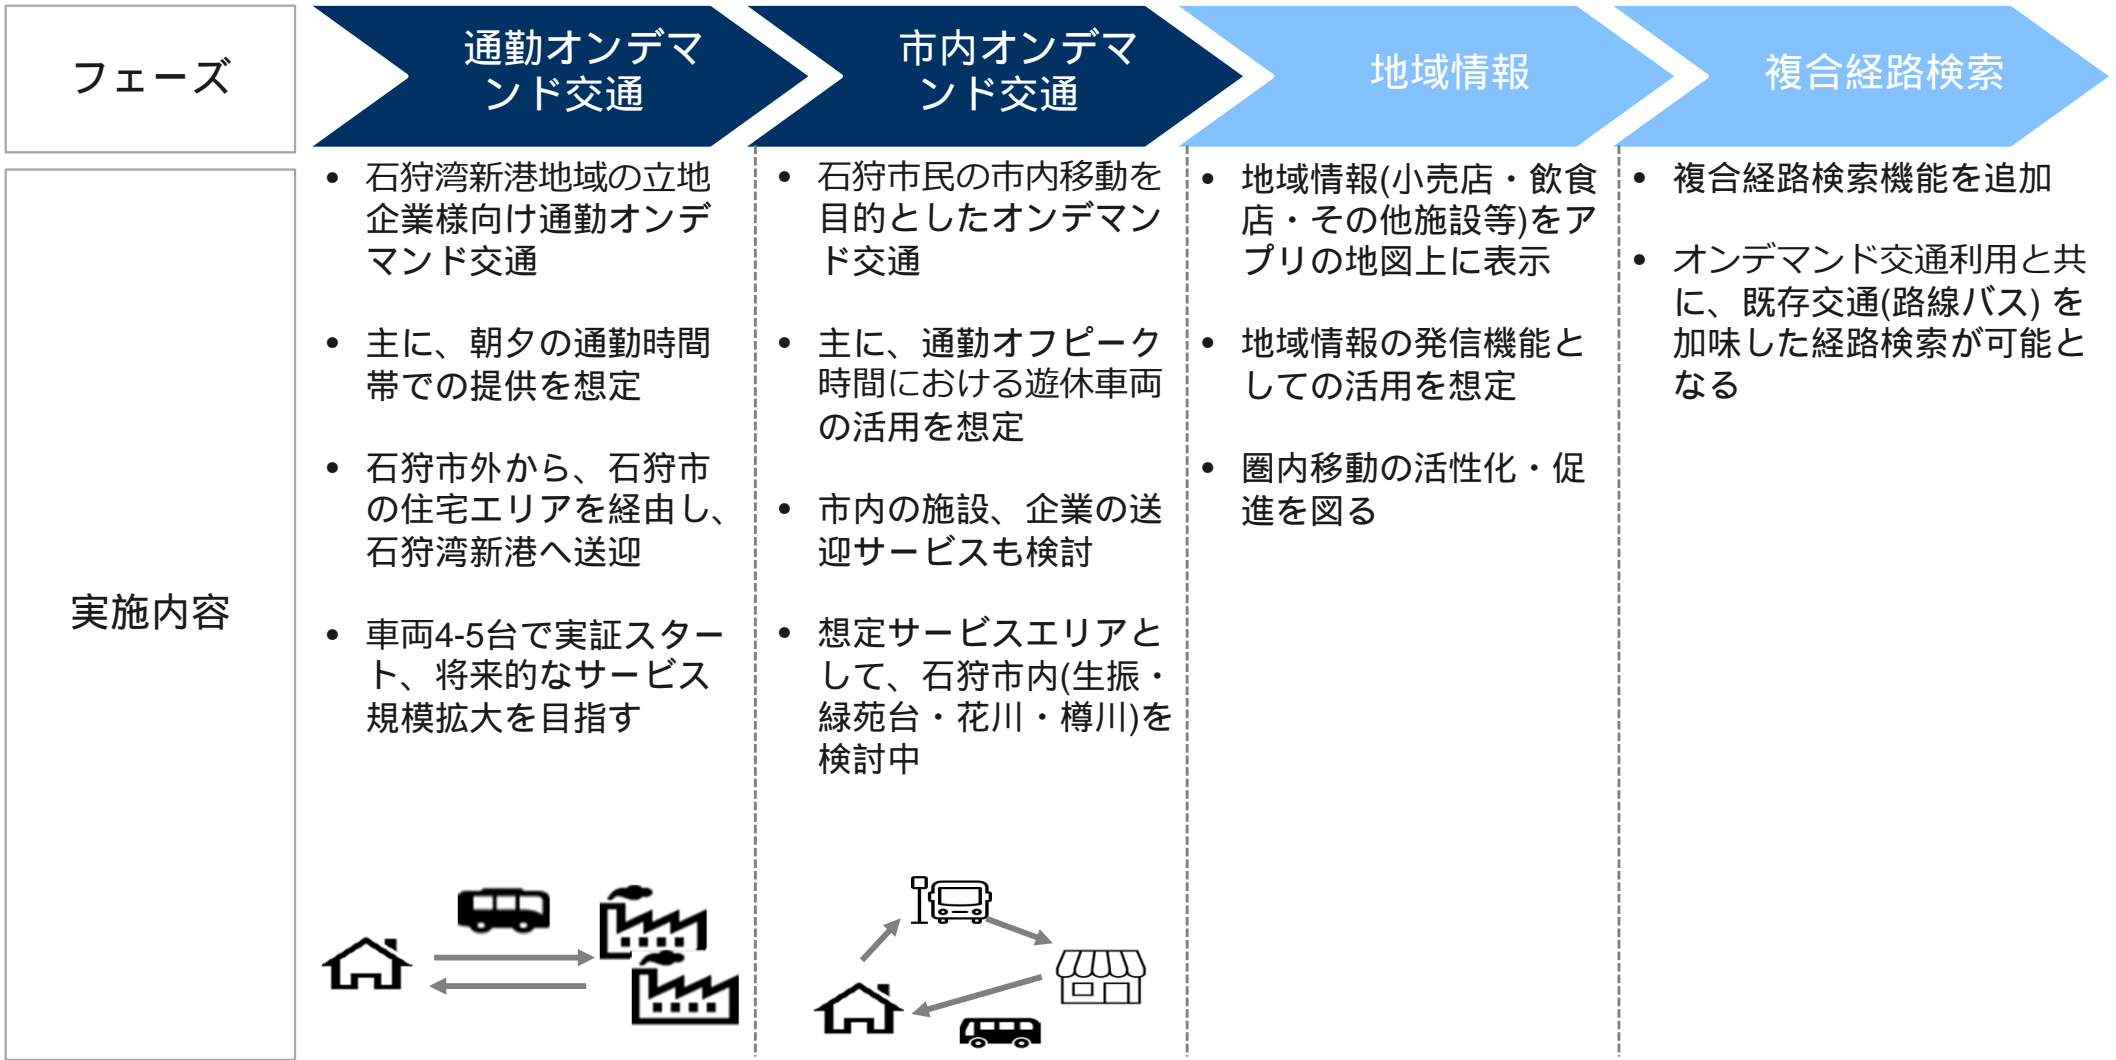 フェーズ
通勤オンデマ
ンド交通
市内オンデマ
ンド交通
地域情報
複合経路検索
実施内容
• 石狩湾新港地域の立地
企業様向け通勤オンデ
マンド交通
• 主に、朝夕の通勤時間
帯での提供を想定
• 石狩市外から、石狩市
の住宅エリアを経由し、
石狩湾新港へ送迎
• 車両4-5台で実証スター
ト、将来的なサービス
規模拡大を目指す
• 石狩市民の市内移動を
目的としたオンデマン
ド交通
• 主に、通勤オフピーク
時間における遊休車両
の活用を想定
• 市内の施設、企業の送
迎サービスも検討
• 想定サービスエリアと
して、石狩市内(生振・
緑苑台・花川・樽川)を
検討中
• 地域情報(小売店・飲食
店・その他施設等)をア
プリの地図上に表示
• 地域情報の発信機能と
しての活用を想定
• 圏内移動の活性化・促
進を図る
• 複合経路検索機能を追加
• オンデマンド交通利用と共
に、既存交通(路線バス) を
加味した経路検索が可能と
なる